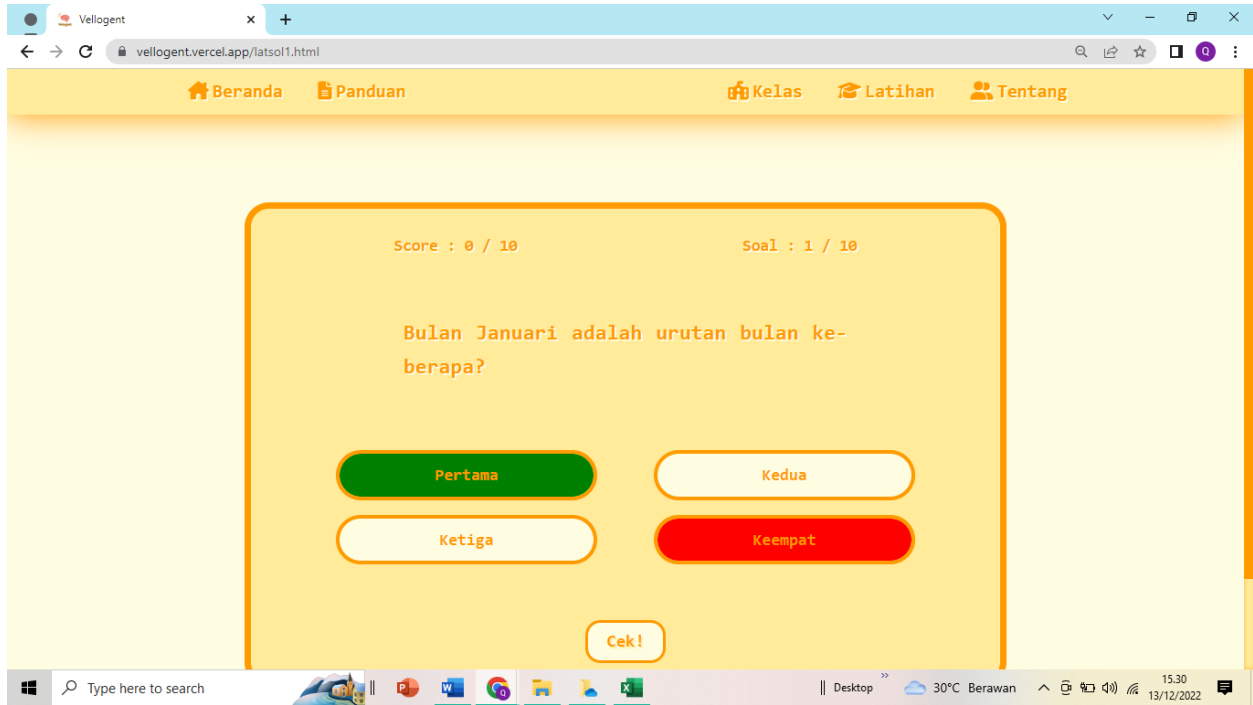 Vellogent
vellogent.vercel.app/latsol1.html
Q
Beranda Panduan Kelas Latihan Tentang
Score : 0 / 10 Soal : 1 / 10
Bulan Januari adalah urutan bulan ke-
berapa?
Pertama Kedua
Ketiga Keempat
Cek!
Type here to search
Desktop
30°C Berawan
15.30
13/12/2022